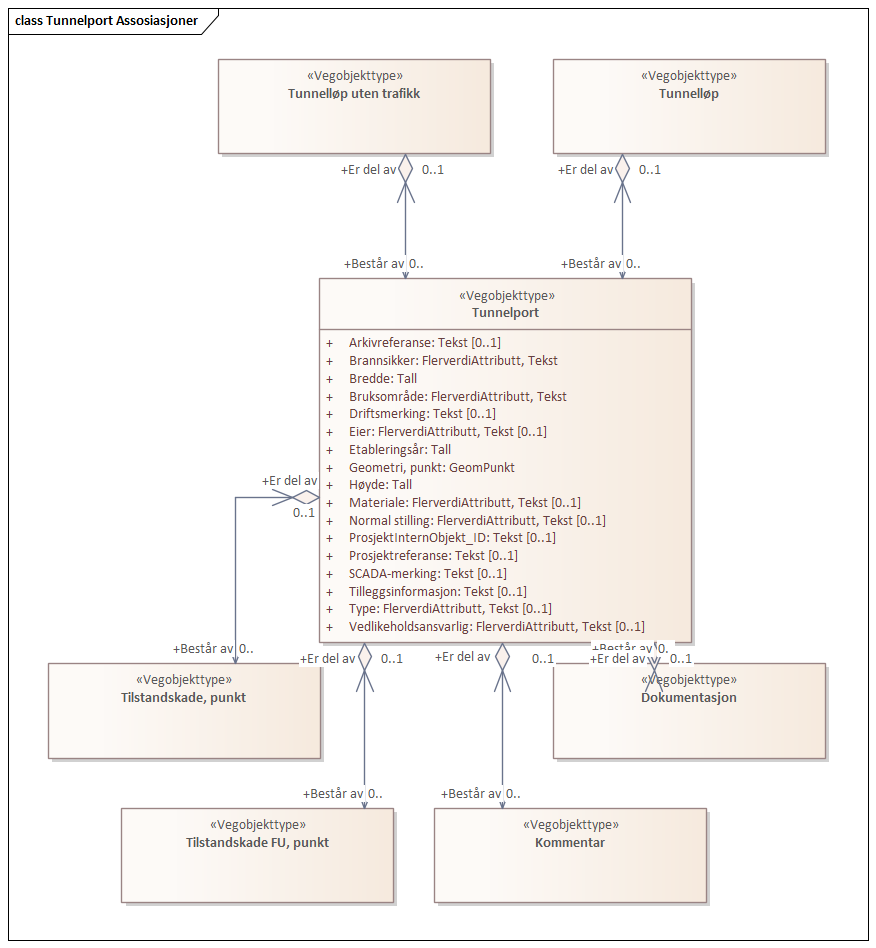 class Tunnelport Assosiasjoner
«Vegobjekttype»
Tunnelløp uten trafikk
«Vegobjekttype»
Tunnelløp
+Er del av
0..1
+Er del av
0..1
+Består av
0..
+Består av
0..
«Vegobjekttype»
Tunnelport
+ Arkivreferanse: Tekst [0..1]
+ Brannsikker: FlerverdiAttributt, Tekst
+ Bredde: Tall
+ Bruksområde: FlerverdiAttributt, Tekst
+ Driftsmerking: Tekst [0..1]
+ Eier: FlerverdiAttributt, Tekst [0..1]
+ Etableringsår: Tall
+ Geometri, punkt: GeomPunkt
+ Høyde: Tall
+ Materiale: FlerverdiAttributt, Tekst [0..1]
+ Normal stilling: FlerverdiAttributt, Tekst [0..1]
+ ProsjektInternObjekt_ID: Tekst [0..1]
+ Prosjektreferanse: Tekst [0..1]
+ SCADA-merking: Tekst [0..1]
+ Tilleggsinformasjon: Tekst [0..1]
+ Type: FlerverdiAttributt, Tekst [0..1]
+ Vedlikeholdsansvarlig: FlerverdiAttributt, Tekst [0..1]
+Er del av
0..1
+Består av
0..
+Er del av
0..1
+Er del av
0..1
+Består av
0..
+Er del av
0..1
«Vegobjekttype»
Tilstandskade, punkt
«Vegobjekttype»
Dokumentasjon
+Består av
0..
+Består av
0..
«Vegobjekttype»
Tilstandskade FU, punkt
«Vegobjekttype»
Kommentar